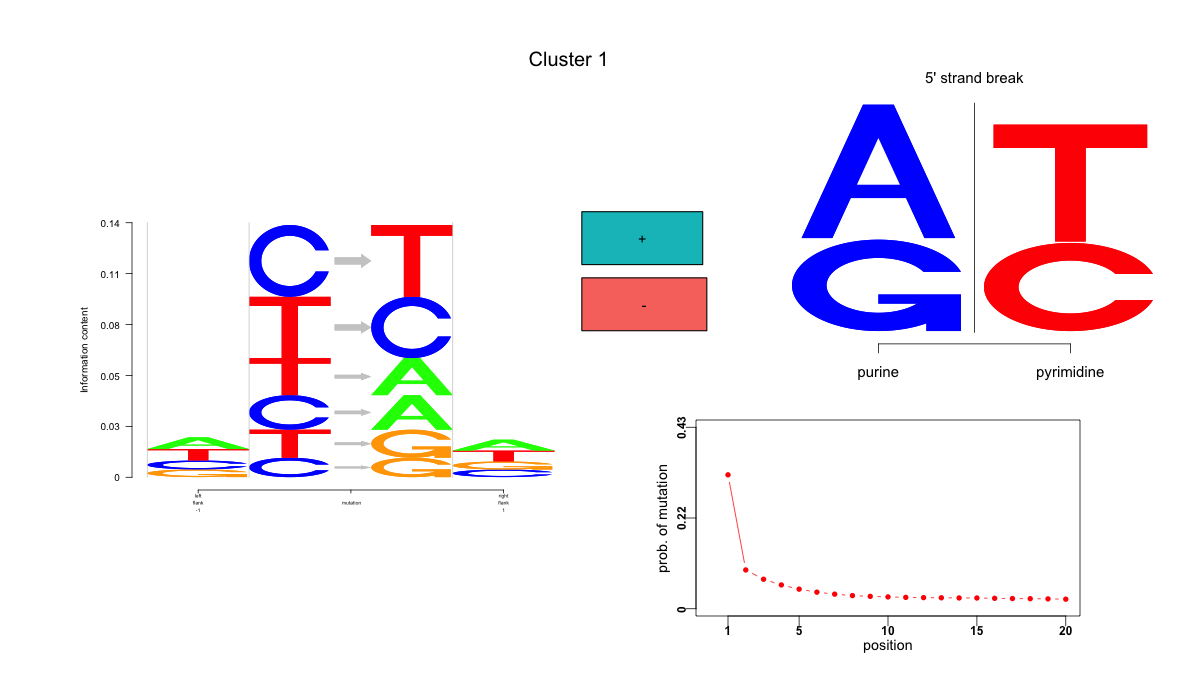 Cluster 1
5' strand break
A T
G C
purine pyrimidine
+
-
Information content
0.14
0.11
0.08
0.05
0.03
0
C T
T C
T A
C A
T G
C G
A
T
C
G
A
T
G
C
left
flank
-1
mutation
right
flank
1
prob. of mutation
0.43
0.22
0
1 5 10 15 20
position